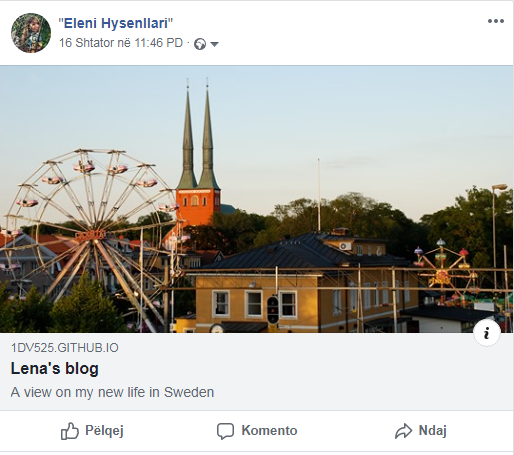 "Eleni Hysenllari"
16 Shtator në 11:46 PD ·
1DV525.GITHUB.IO
Lena's blog
A view on my new life in Sweden
Pëlqej Komento Ndaj